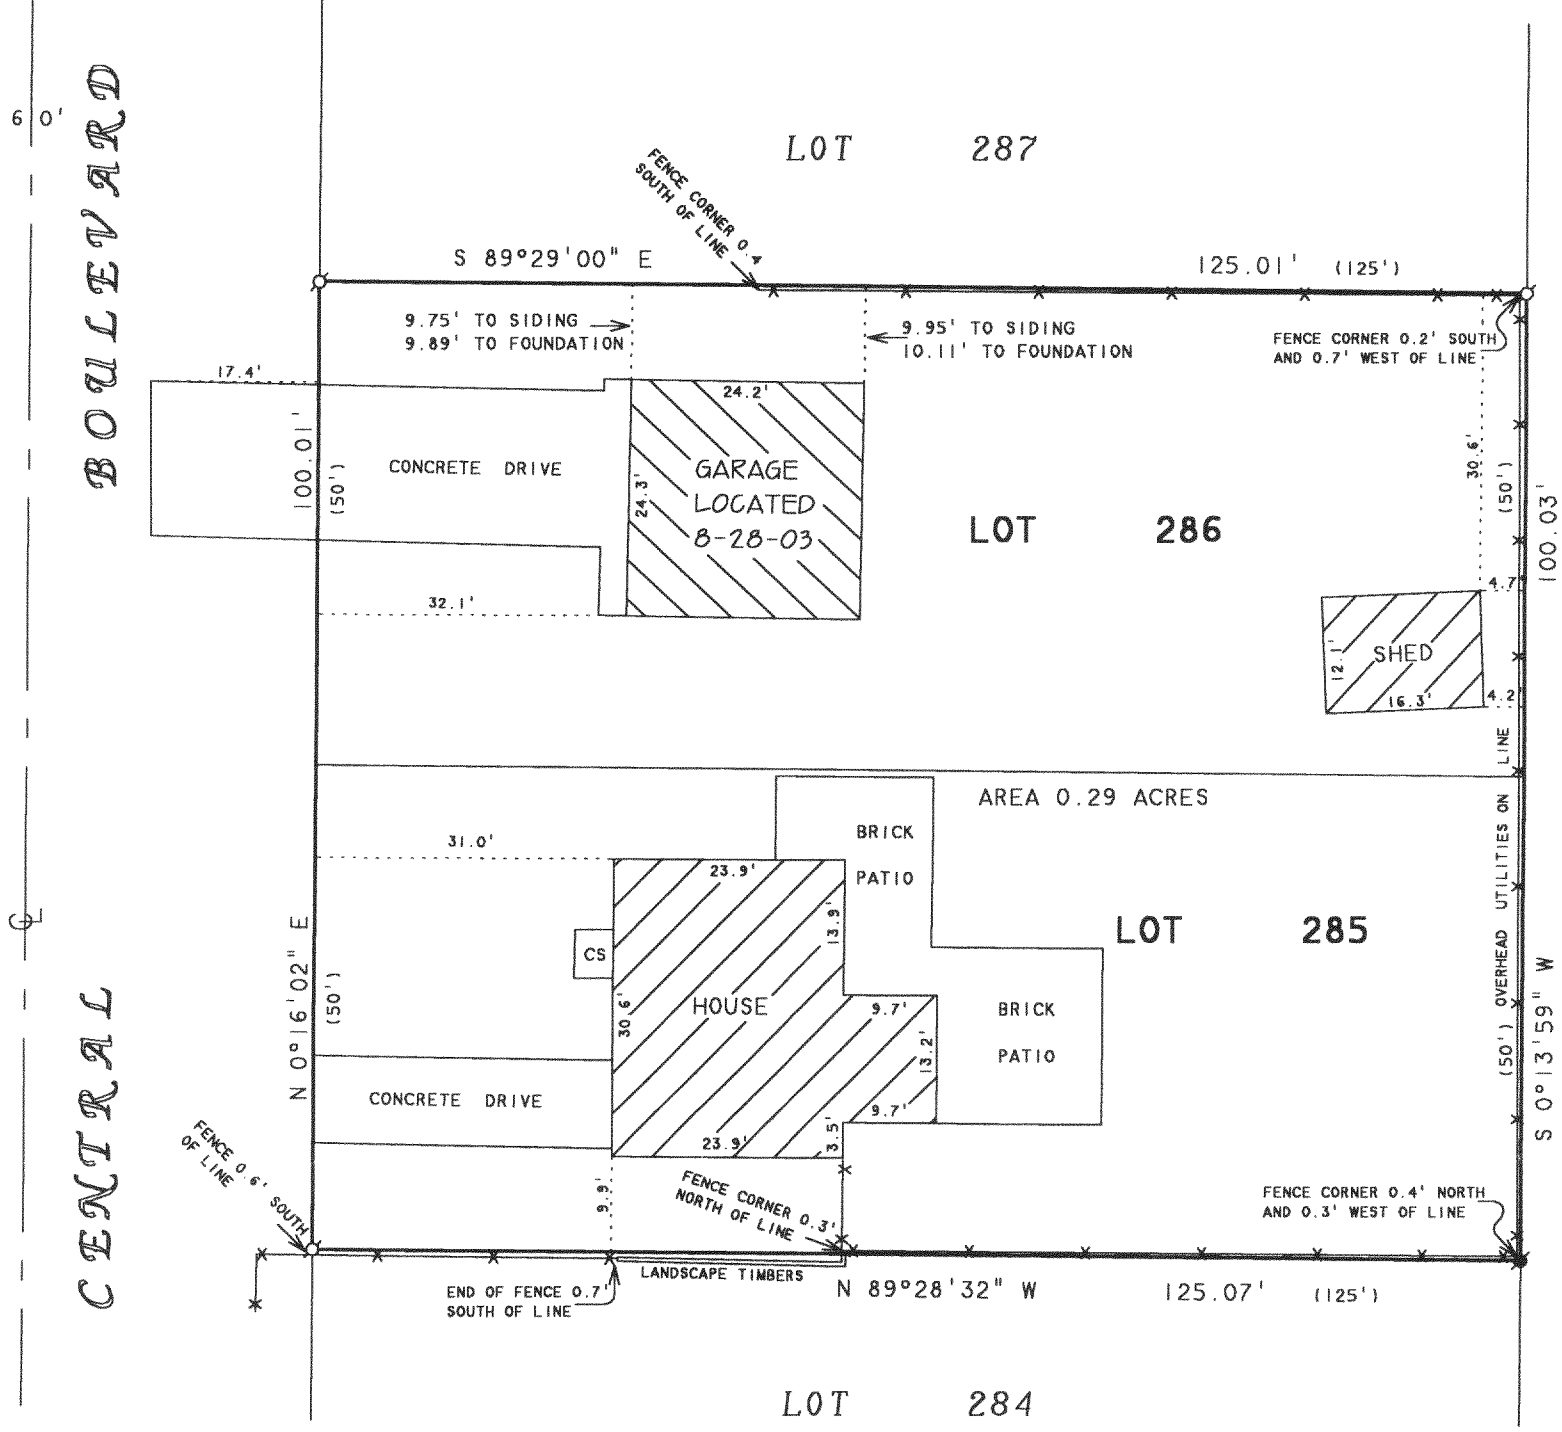 60'
BOULEVARD
CENTRAL
℄
LOT 287
FENCE CORNER 0.4'
SOUTH OF LINE
S 89°29'00" E
125.01' (125')
9.75' TO SIDING
9.89' TO FOUNDATION
9.95' TO SIDING
10.11' TO FOUNDATION
FENCE CORNER 0.2' SOUTH
AND 0.7' WEST OF LINE
17.4'
24.2'
100.01'
(50')
CONCRETE DRIVE
24.3'
GARAGE
LOCATED
8-28-03
LOT 286
30.6'
(50')
100.03'
32.1'
4.7'
12.1'
SHED
16.3'
4.2'
AREA 0.29 ACRES
BRICK
PATIO
31.0'
23.9'
13.9'
LOT 285
(50') OVERHEAD UTILITIES ON LINE
CS
HOUSE
30.6'
9.7'
13.2'
BRICK
PATIO
N 0°16'02" E
(50')
S 0°13'59" W
CONCRETE DRIVE
9.7'
3.5'
23.9'
FENCE 0.6' SOUTH
OF LINE
9.9'
FENCE CORNER 0.3'
NORTH OF LINE
FENCE CORNER 0.4' NORTH
AND 0.3' WEST OF LINE
LANDSCAPE TIMBERS
END OF FENCE 0.7'
SOUTH OF LINE
N 89°28'32" W
125.07' (125')
LOT 284